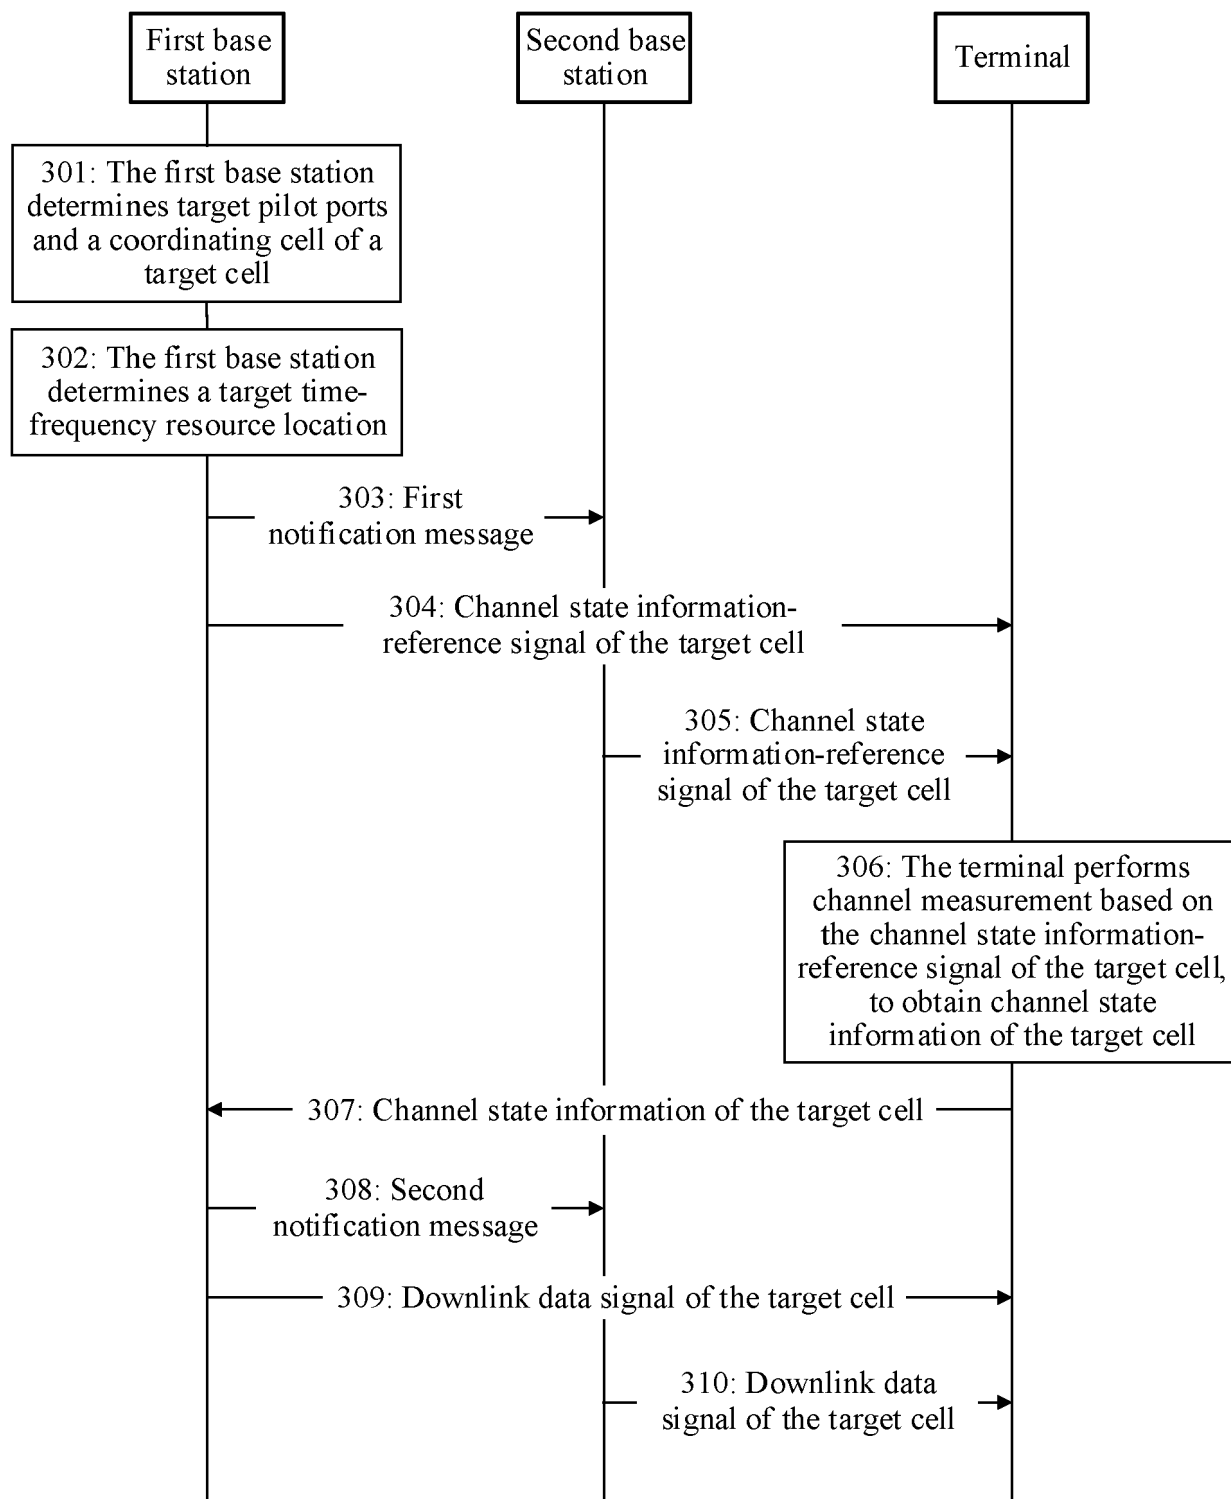 First base
station
Second base
station
Terminal
301: The first base station
determines target pilot ports
and a coordinating cell of a
target cell
302: The first base station
determines a target time-
frequency resource location
303: First
notification message
304: Channel state information-
reference signal of the target cell
305: Channel state
information-reference
signal of the target cell
306: The terminal performs
channel measurement based on
the channel state information-
reference signal of the target cell,
to obtain channel state
information of the target cell
307: Channel state information of the target cell
308: Second
notification message
309: Downlink data signal of the target cell
310: Downlink data
signal of the target cell